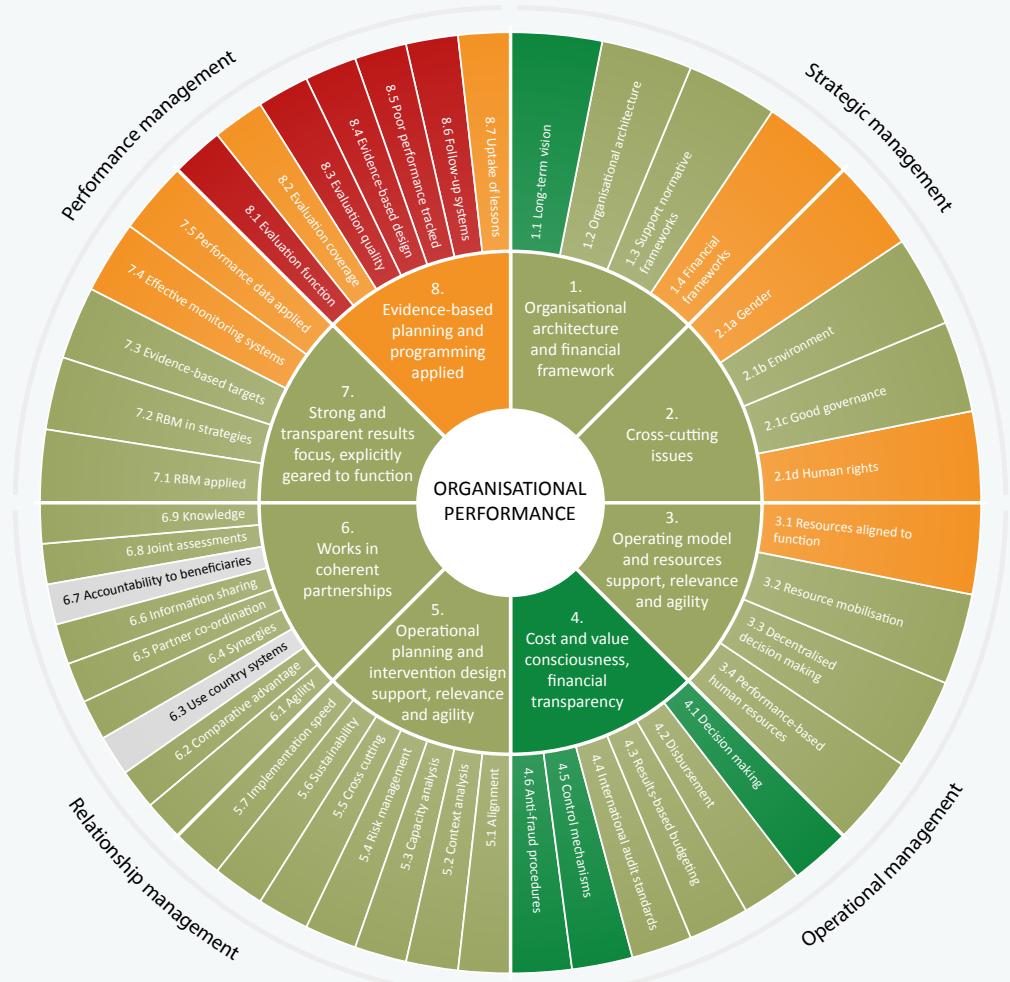 Performance management
Strategic management
Operational management
Relationship management
ORGANISATIONAL
PERFORMANCE
1.
Organisational
architecture
and financial
framework
1.1 Long-term vision
1.2 Organisational architecture
1.3 Support normative
frameworks
1.4 Financial
frameworks
2.
Cross-cutting
issues
2.1a Gender
2.1b Environment
2.1c Good governance
2.1d Human rights
3.
Operating model
and resources
support, relevance
and agility
3.1 Resources aligned to
function
3.2 Resource mobilisation
3.3 Decentralised
decision making
3.4 Performance-based
human resources
4.
Cost and value
consciousness,
financial
transparency
4.1 Decision making
4.2 Disbursement
4.3 Results-based budgeting
4.4 International audit standards
4.5 Control mechanisms
4.6 Anti-fraud procedures
5.
Operational
planning and
intervention design
support, relevance
and agility
5.1 Alignment
5.2 Context analysis
5.3 Capacity analysis
5.4 Risk management
5.5 Cross cutting
5.6 Sustainability
5.7 Implementation speed
6.
Works in
coherent
partnerships
6.1 Agility
6.2 Comparative advantage
6.3 Use country systems
6.4 Synergies
6.5 Partner co-ordination
6.6 Information sharing
6.7 Accountability to beneficiaries
6.8 Joint assessments
6.9 Knowledge
7.
Strong and
transparent results
focus, explicitly
geared to function
7.1 RBM applied
7.2 RBM in strategies
7.3 Evidence-based targets
7.4 Effective monitoring systems
7.5 Performance data applied
8.
Evidence-based
planning and
programming
applied
8.1 Evaluation function
8.2 Evaluation coverage
8.3 Evaluation quality
8.4 Evidence-based design
8.5 Poor performance tracked
8.6 Follow-up systems
8.7 Uptake of lessons